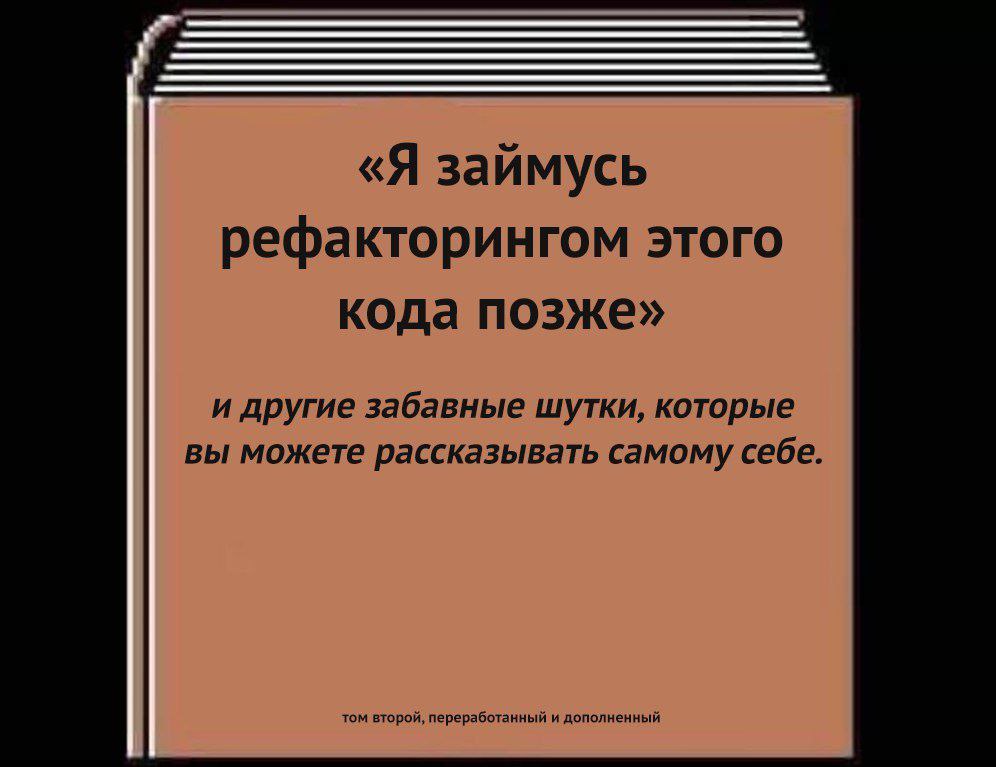 «Я займусь
рефакторингом этого
кода позже»
и другие забавные шутки, которые
вы можете рассказывать самому себе.
том второй, переработанный и дополненный